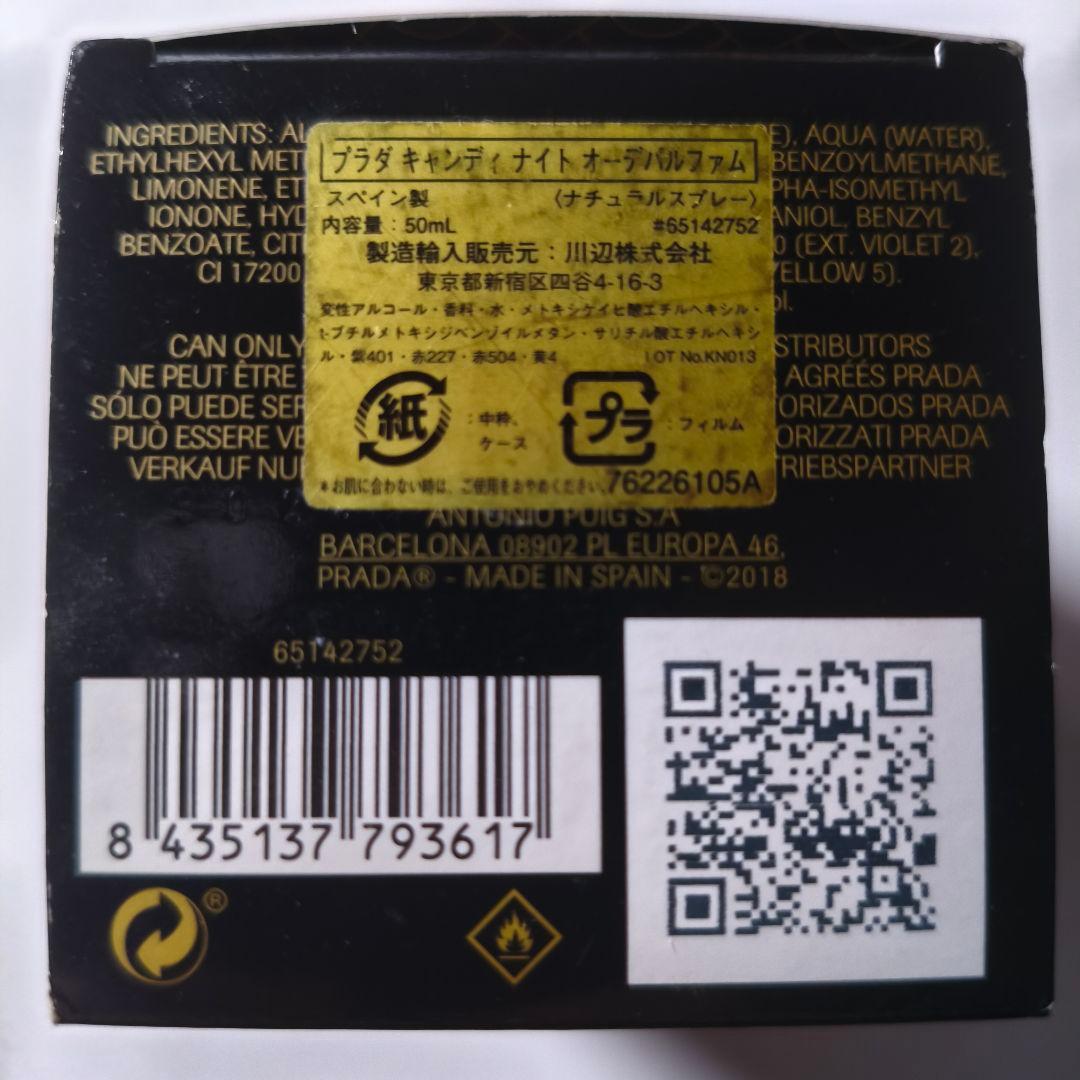 INGREDIENTS: AL
E), AQUA (WATER),
ETHYLHEXYL MET
BENZOYLMETHANE,
LIMONENE, ET
PHA-ISOMETHYL
IONONE, HYD
ANIOL, BENZYL
BENZOATE, CIT
0 (EXT. VIOLET 2),
CI 17200
YELLOW 5).
ol.
CAN ONLY
STRIBUTORS
NE PEUT ÊTRE
AGRÉÉS PRADA
SÓLO PUEDE SER
TORIZADOS PRADA
PUÒ ESSERE VE
ORIZZATI PRADA
VERKAUF NUR
TRIEBSPARTNER
プラダ キャンディ ナイト オーデパルファム
スペイン製 〈ナチュラルスプレー〉
内容量:50mL #65142752
製造輸入販売元:川辺株式会社
東京都新宿区四谷4-16-3
変性アルコール・香料・水・メトキシケイヒ酸エチルヘキシル・
t-ブチルメトキシジベンゾイルメタン・サリチル酸エチルヘキシ
ル・紫401・赤227・赤504・黄4 LOT No.KN013
紙 :中枠、
ケース
プラ :フィルム
*お肌に合わない時は、ご使用をおやめください。76226105A
ANTONIO PUIG S.A
BARCELONA 08902 PL EUROPA 46,
PRADA® - MADE IN SPAIN - ©2018
65142752
8 435137 793617
®